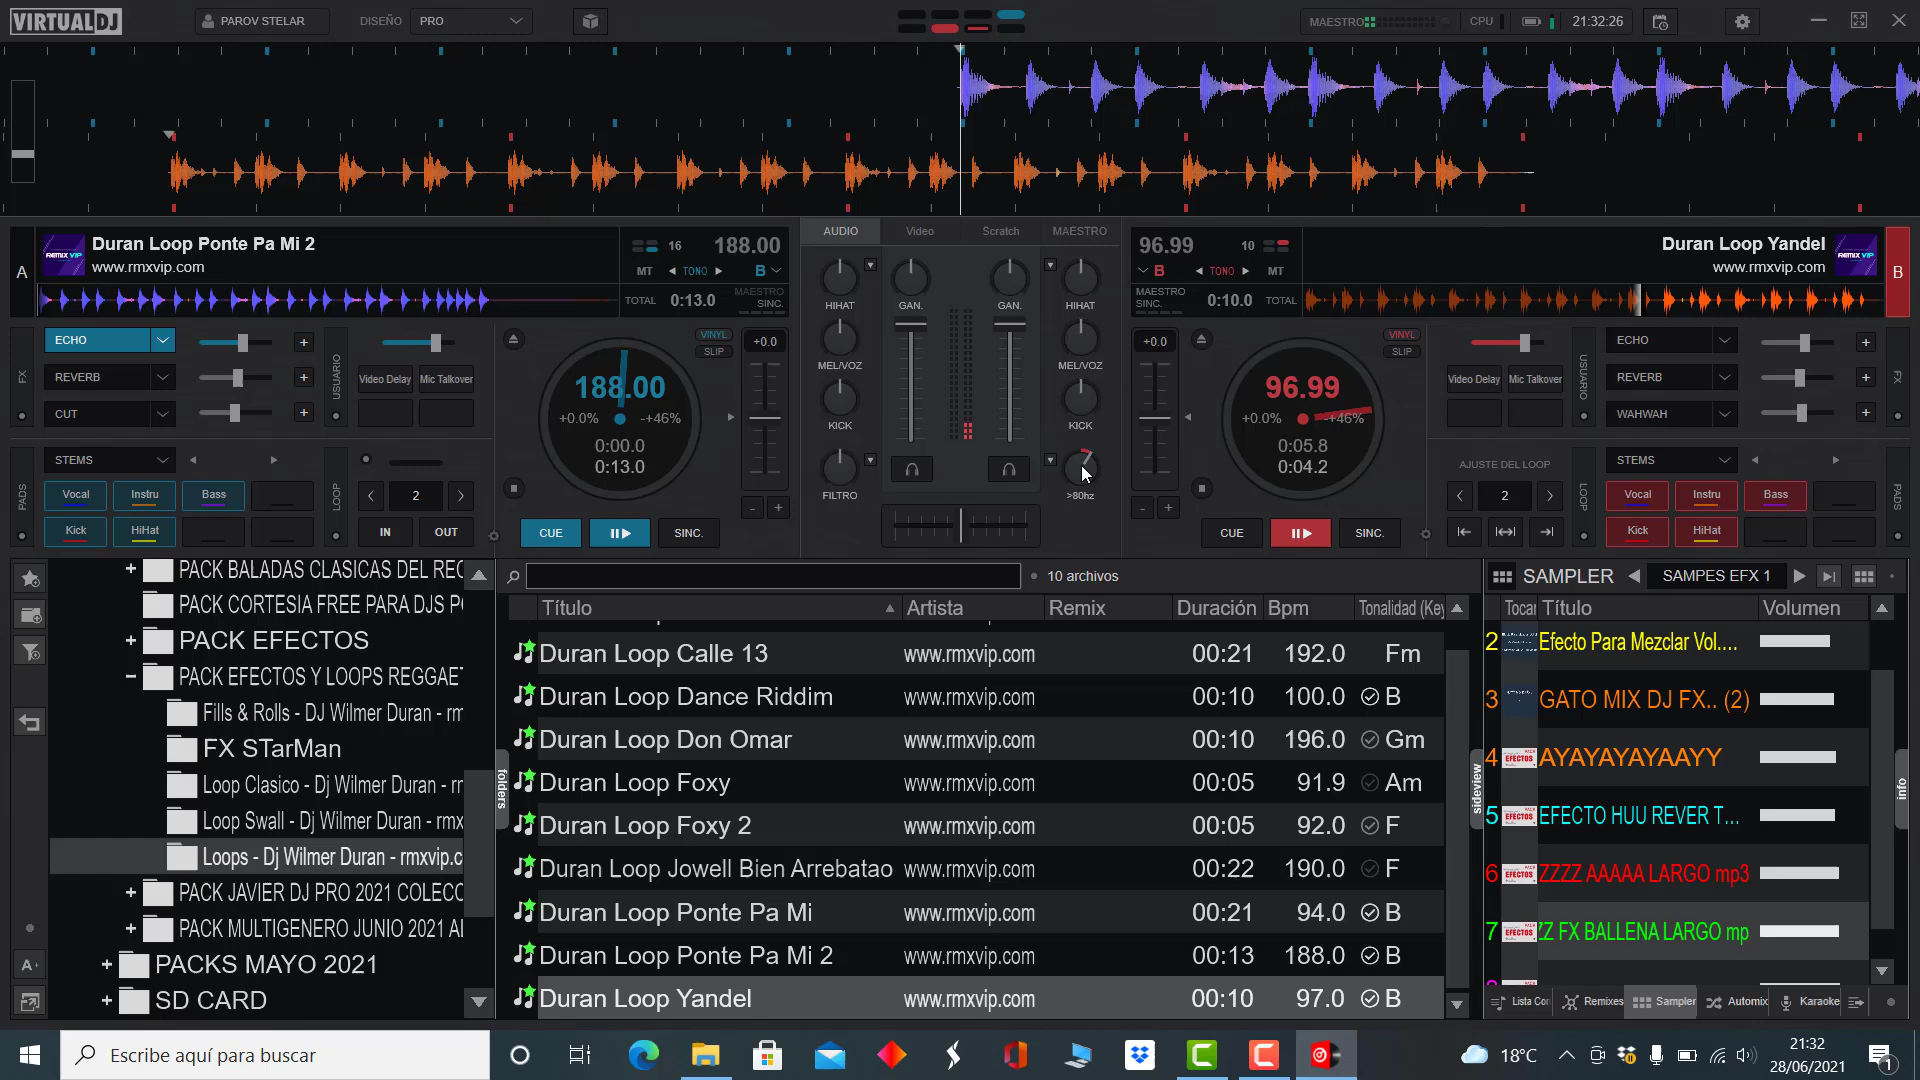 VIRTUALDJ
PAROV STELAR
DISEÑO
PRO
MAESTRO
CPU
21:32:26
A
Duran Loop Ponte Pa Mi 2
www.rmxvip.com
REMIX VIP
16
188.00
MT
TONO
B
TOTAL
0:13.0
MAESTRO
SINC.
AUDIO
Video
Scratch
MAESTRO
96.99
10
B
TONO
MT
MAESTRO
SINC.
0:10.0
TOTAL
Duran Loop Yandel
www.rmxvip.com
REMIX VIP
B
FX
ECHO
REVERB
CUT
USUARIO
Video Delay
Mic Talkover
VINYL
SLIP
+0.0
188.00
+0.0%
-+46%
0:00.0
0:13.0
HIHAT
MEL/VOZ
KICK
FILTRO
GAN.
GAN.
HIHAT
MEL/VOZ
KICK
>80hz
+0.0
VINYL
SLIP
96.99
+0.0%
-+46%
0:05.8
0:04.2
Video Delay
Mic Talkover
USUARIO
ECHO
REVERB
WAHWAH
FX
PADS
STEMS
Vocal
Instru
Bass
Kick
HiHat
LOOP
2
IN
OUT
CUE
SINC.
CUE
SINC.
AJUSTE DEL LOOP
2
LOOP
STEMS
Vocal
Instru
Bass
Kick
HiHat
PADS
PACK BALADAS CLASICAS DEL REC
PACK CORTESIA FREE PARA DJS P
PACK EFECTOS
PACK EFECTOS Y LOOPS REGGAET
Fills & Rolls - DJ Wilmer Duran - rm
FX STarMan
Loop Clasico - Dj Wilmer Duran - rr
Loop Swall - Dj Wilmer Duran - rmx
Loops - Dj Wilmer Duran - rmxvip.c
PACK JAVIER DJ PRO 2021 COLECC
PACK MULTIGENERO JUNIO 2021 A
PACKS MAYO 2021
SD CARD
folders
10 archivos
Título
Artista
Remix
Duración
Bpm
Tonalidad (Key
Duran Loop Calle 13 www.rmxvip.com 00:21 192.0 Fm
Duran Loop Dance Riddim www.rmxvip.com 00:10 100.0 B
Duran Loop Don Omar www.rmxvip.com 00:10 196.0 Gm
Duran Loop Foxy www.rmxvip.com 00:05 91.9 Am
Duran Loop Foxy 2 www.rmxvip.com 00:05 92.0 F
Duran Loop Jowell Bien Arrebatao www.rmxvip.com 00:22 190.0 F
Duran Loop Ponte Pa Mi www.rmxvip.com 00:21 94.0 B
Duran Loop Ponte Pa Mi 2 www.rmxvip.com 00:13 188.0 B
Duran Loop Yandel www.rmxvip.com 00:10 97.0 B
sideview
SAMPLER
SAMPES EFX 1
Tocar
Título
Volumen
2 Efecto Para Mezclar Vol....
3 GATO MIX DJ FX.. (2)
4 EFECTOS AYAYAYAYAAYY
5 EFECTOS EFECTO HUU REVER T...
6 EFECTOS ZZZZ AAAAA LARGO mp3
7 EFECTOS ZZ FX BALLENA LARGO mp
info
Lista Cor
Remixes
Sampler
Automix
Karaoke
Escribe aquí para buscar
18°C
21:32
28/06/2021
1